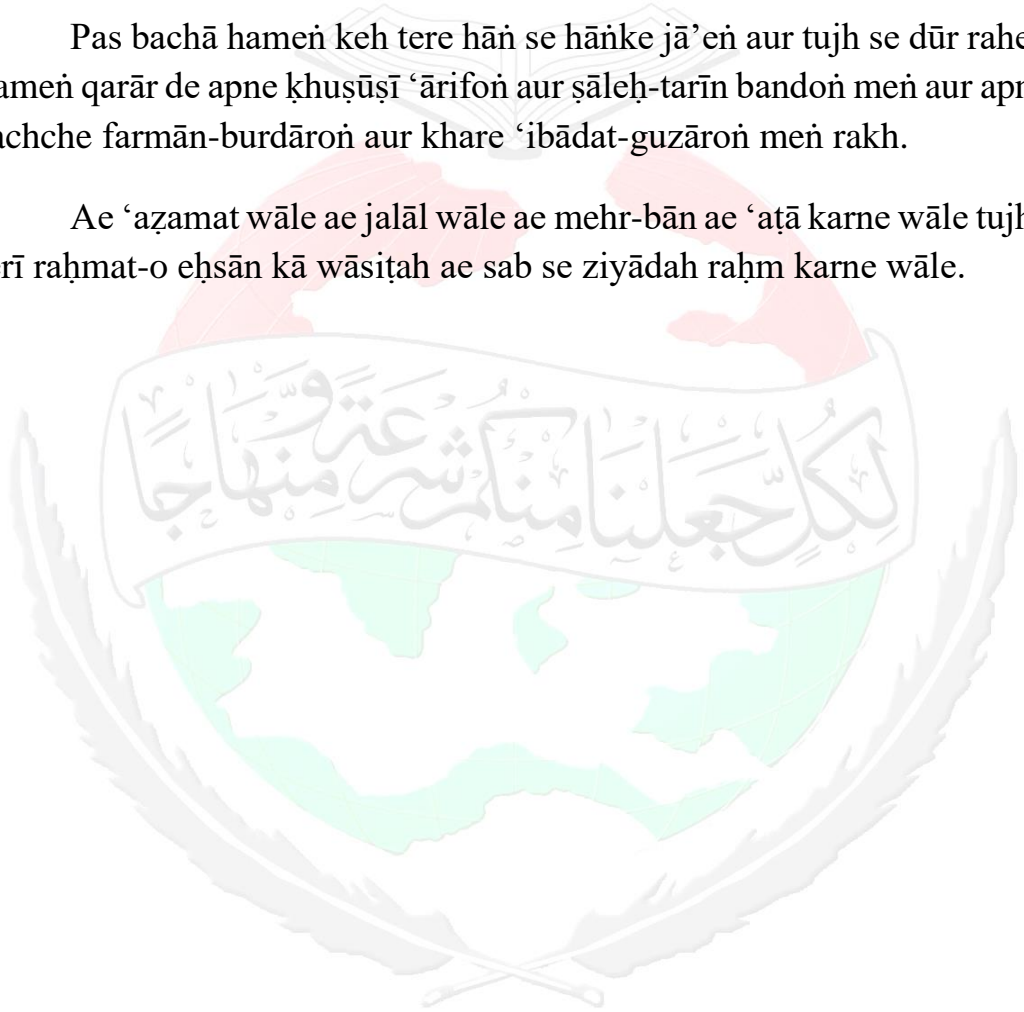 Pas bachā hameṅ keh tere hāṅ se hāṅke jā’eṅ aur tujh se dūr rahe
ameṅ qarār de apne ḳhuṣūṣī ‘ārifoṅ aur ṣāleḥ-tarīn bandoṅ meṅ aur apn
achche farmān-burdāroṅ aur khare ‘ibādat-guzāroṅ meṅ rakh.
Ae ‘aẓamat wāle ae jalāl wāle ae mehr-bān ae ‘aṭā karne wāle tujh
erī raḥmat-o eḥsān kā wāsiṭah ae sab se ziyādah raḥm karne wāle.
لِكُلٍّ جَعَلْنَا مِنْكُمْ شِرْعَةً وَّمِنْهَاجًا